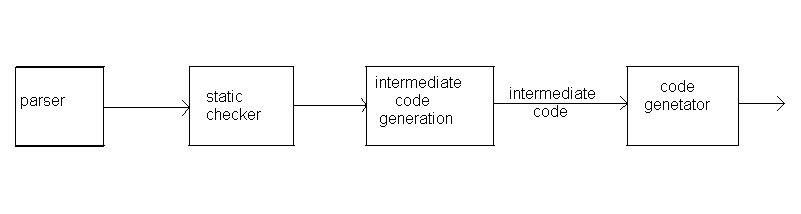 parser
static
checker
intermediate
code
generation
intermediate
code
code
genetator